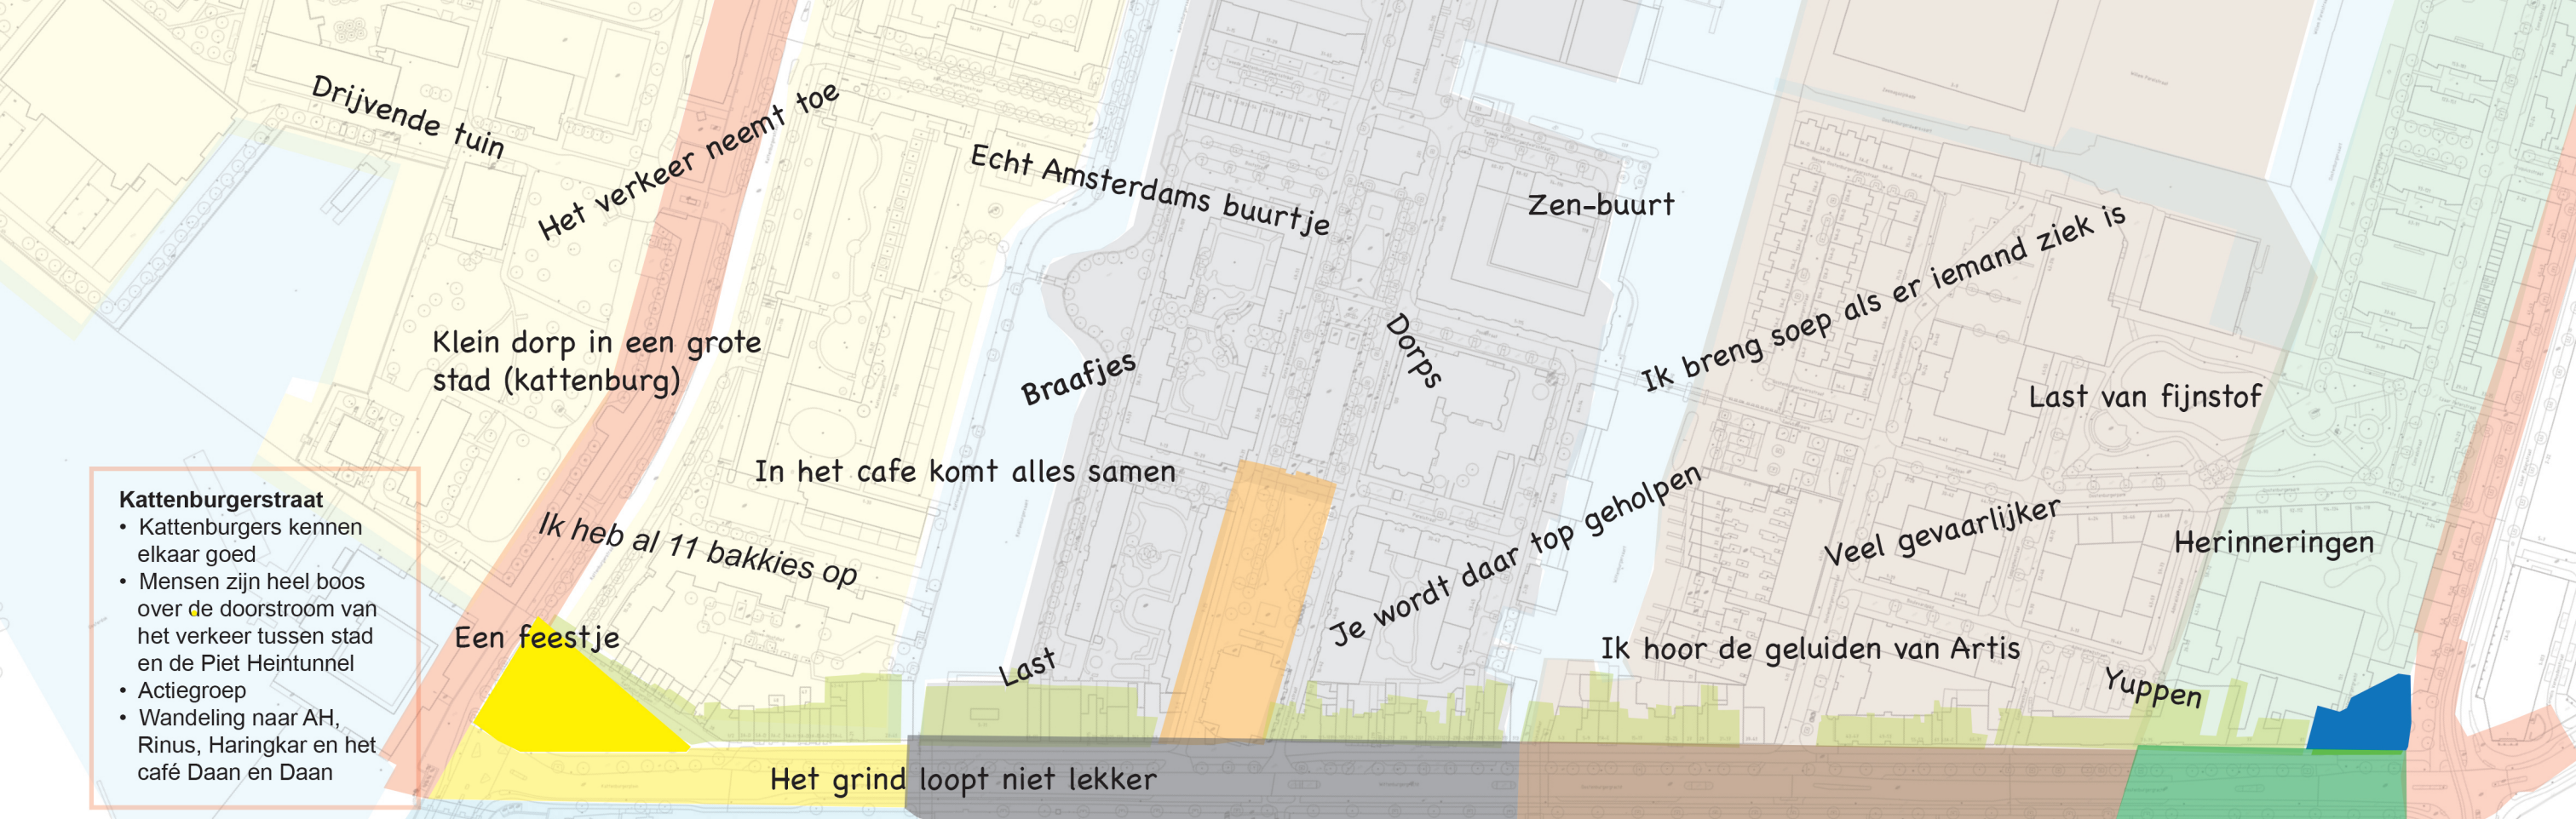 Drijvende tuin
Het verkeer neemt toe
Echt Amsterdams buurtje
Zen-buurt
Ik breng soep als er iemand ziek is
Klein dorp in een grote
stad (kattenburg)
Braafjes
Dorps
Last van fijnstof
In het cafe komt alles samen
Ik heb al 11 bakkies op
Je wordt daar top geholpen
Veel gevaarlijker
Herinneringen
Een feestje
Last
Ik hoor de geluiden van Artis
Yuppen
Het grind loopt niet lekker
Kattenburgerstraat
• Kattenburgers kennen
elkaar goed
• Mensen zijn heel boos
over de doorstroom van
het verkeer tussen stad
en de Piet Heintunnel
• Actiegroep
• Wandeling naar AH,
Rinus, Haringkar en het
café Daan en Daan